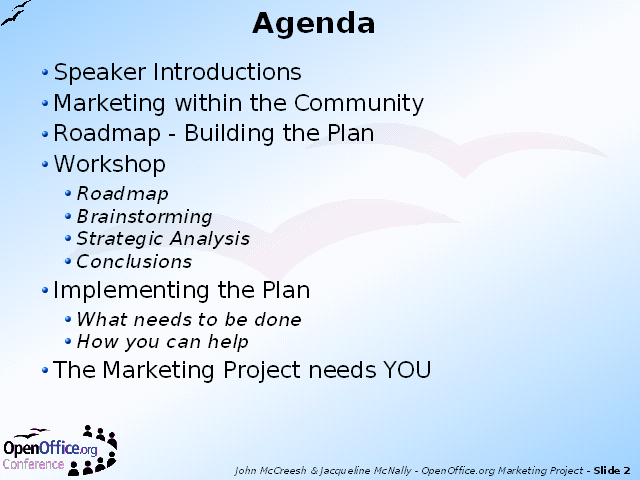 Agenda
Speaker Introductions
Marketing within the Community
Roadmap - Building the Plan
Workshop
Roadmap
Brainstorming
Strategic Analysis
Conclusions
Implementing the Plan
What needs to be done
How you can help
The Marketing Project needs YOU
OpenOffice.org
Conference
John McCreesh & Jacqueline McNally - OpenOffice.org Marketing Project - Slide 2